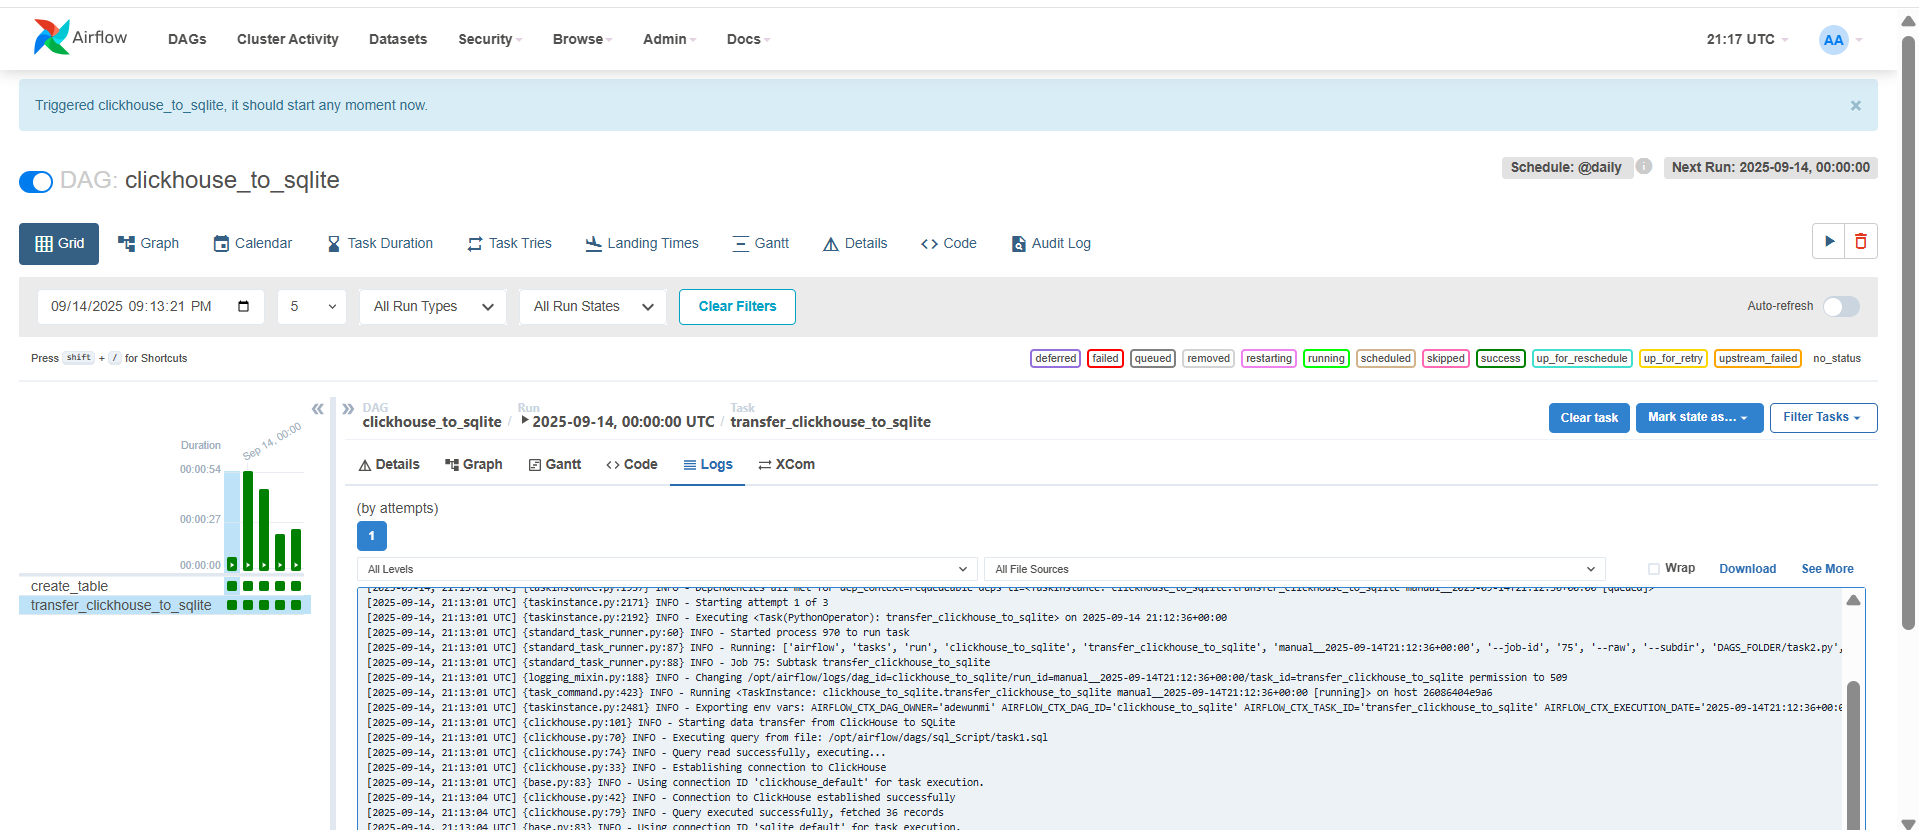 Airflow DAGs Cluster Activity Datasets Security Browse Admin Docs 21:17 UTC AA
Triggered clickhouse_to_sqlite, it should start any moment now. ×
DAG: clickhouse_to_sqlite
Schedule: @daily i Next Run: 2025-09-14, 00:00:00
Grid Graph Calendar Task Duration Task Tries Landing Times Gantt Details Code Audit Log
09/14/2025 09:13:21 PM 5 All Run Types All Run States Clear Filters Auto-refresh
Press shift + / for Shortcuts
deferred failed queued removed restarting running scheduled skipped success up_for_reschedule up_for_retry upstream_failed no_status
Duration
Sep 14, 00:00
00:00:54
00:00:27
00:00:00
create_table
transfer_clickhouse_to_sqlite
DAG Run Task
clickhouse_to_sqlite / 2025-09-14, 00:00:00 UTC / transfer_clickhouse_to_sqlite
Clear task Mark state as... Filter Tasks
Details Graph Gantt Code Logs XCom
(by attempts)
1
All Levels All File Sources Wrap Download See More
[2025-09-14, 21:13:01 UTC] {taskinstance.py:2171} INFO - Starting attempt 1 of 3
[2025-09-14, 21:13:01 UTC] {taskinstance.py:2192} INFO - Executing <Task(PythonOperator): transfer_clickhouse_to_sqlite> on 2025-09-14 21:12:36+00:00
[2025-09-14, 21:13:01 UTC] {standard_task_runner.py:60} INFO - Started process 970 to run task
[2025-09-14, 21:13:01 UTC] {standard_task_runner.py:87} INFO - Running: ['airflow', 'tasks', 'run', 'clickhouse_to_sqlite', 'transfer_clickhouse_to_sqlite', 'manual__2025-09-14T21:12:36+00:00', '--job-id', '75', '--raw', '--subdir', 'DAGS_FOLDER/task2.py',
[2025-09-14, 21:13:01 UTC] {standard_task_runner.py:88} INFO - Job 75: Subtask transfer_clickhouse_to_sqlite
[2025-09-14, 21:13:01 UTC] {logging_mixin.py:188} INFO - Changing /opt/airflow/logs/dag_id=clickhouse_to_sqlite/run_id=manual__2025-09-14T21:12:36+00:00/task_id=transfer_clickhouse_to_sqlite permission to 509
[2025-09-14, 21:13:01 UTC] {task_command.py:423} INFO - Running <TaskInstance: clickhouse_to_sqlite.transfer_clickhouse_to_sqlite manual__2025-09-14T21:12:36+00:00 [running]> on host 26086404e9a6
[2025-09-14, 21:13:01 UTC] {taskinstance.py:2481} INFO - Exporting env vars: AIRFLOW_CTX_DAG_OWNER='adewunmi' AIRFLOW_CTX_DAG_ID='clickhouse_to_sqlite' AIRFLOW_CTX_TASK_ID='transfer_clickhouse_to_sqlite' AIRFLOW_CTX_EXECUTION_DATE='2025-09-14T21:12:36+00:0
[2025-09-14, 21:13:01 UTC] {clickhouse.py:101} INFO - Starting data transfer from ClickHouse to SQLite
[2025-09-14, 21:13:01 UTC] {clickhouse.py:70} INFO - Executing query from file: /opt/airflow/dags/sql_Script/task1.sql
[2025-09-14, 21:13:01 UTC] {clickhouse.py:74} INFO - Query read successfully, executing...
[2025-09-14, 21:13:01 UTC] {clickhouse.py:33} INFO - Establishing connection to ClickHouse
[2025-09-14, 21:13:01 UTC] {base.py:83} INFO - Using connection ID 'clickhouse_default' for task execution.
[2025-09-14, 21:13:04 UTC] {clickhouse.py:42} INFO - Connection to ClickHouse established successfully
[2025-09-14, 21:13:04 UTC] {clickhouse.py:79} INFO - Query executed successfully, fetched 36 records
[2025-09-14, 21:13:04 UTC] {base.py:83} INFO - Using connection ID 'sqlite_default' for task execution.